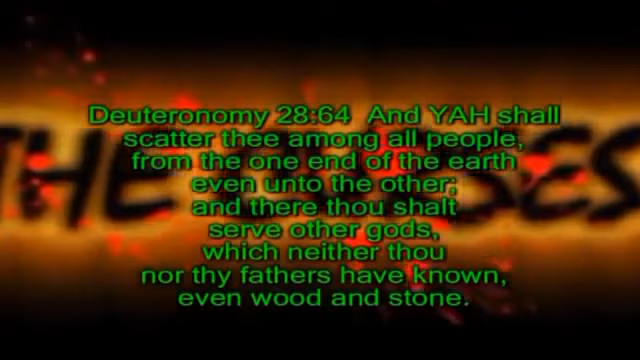 Deuteronomy 28:64 And YAH shall
scatter thee among all people,
from the one end of the earth
even unto the other;
and there thou shalt
serve other gods,
which neither thou
nor thy fathers have known,
even wood and stone.
THE